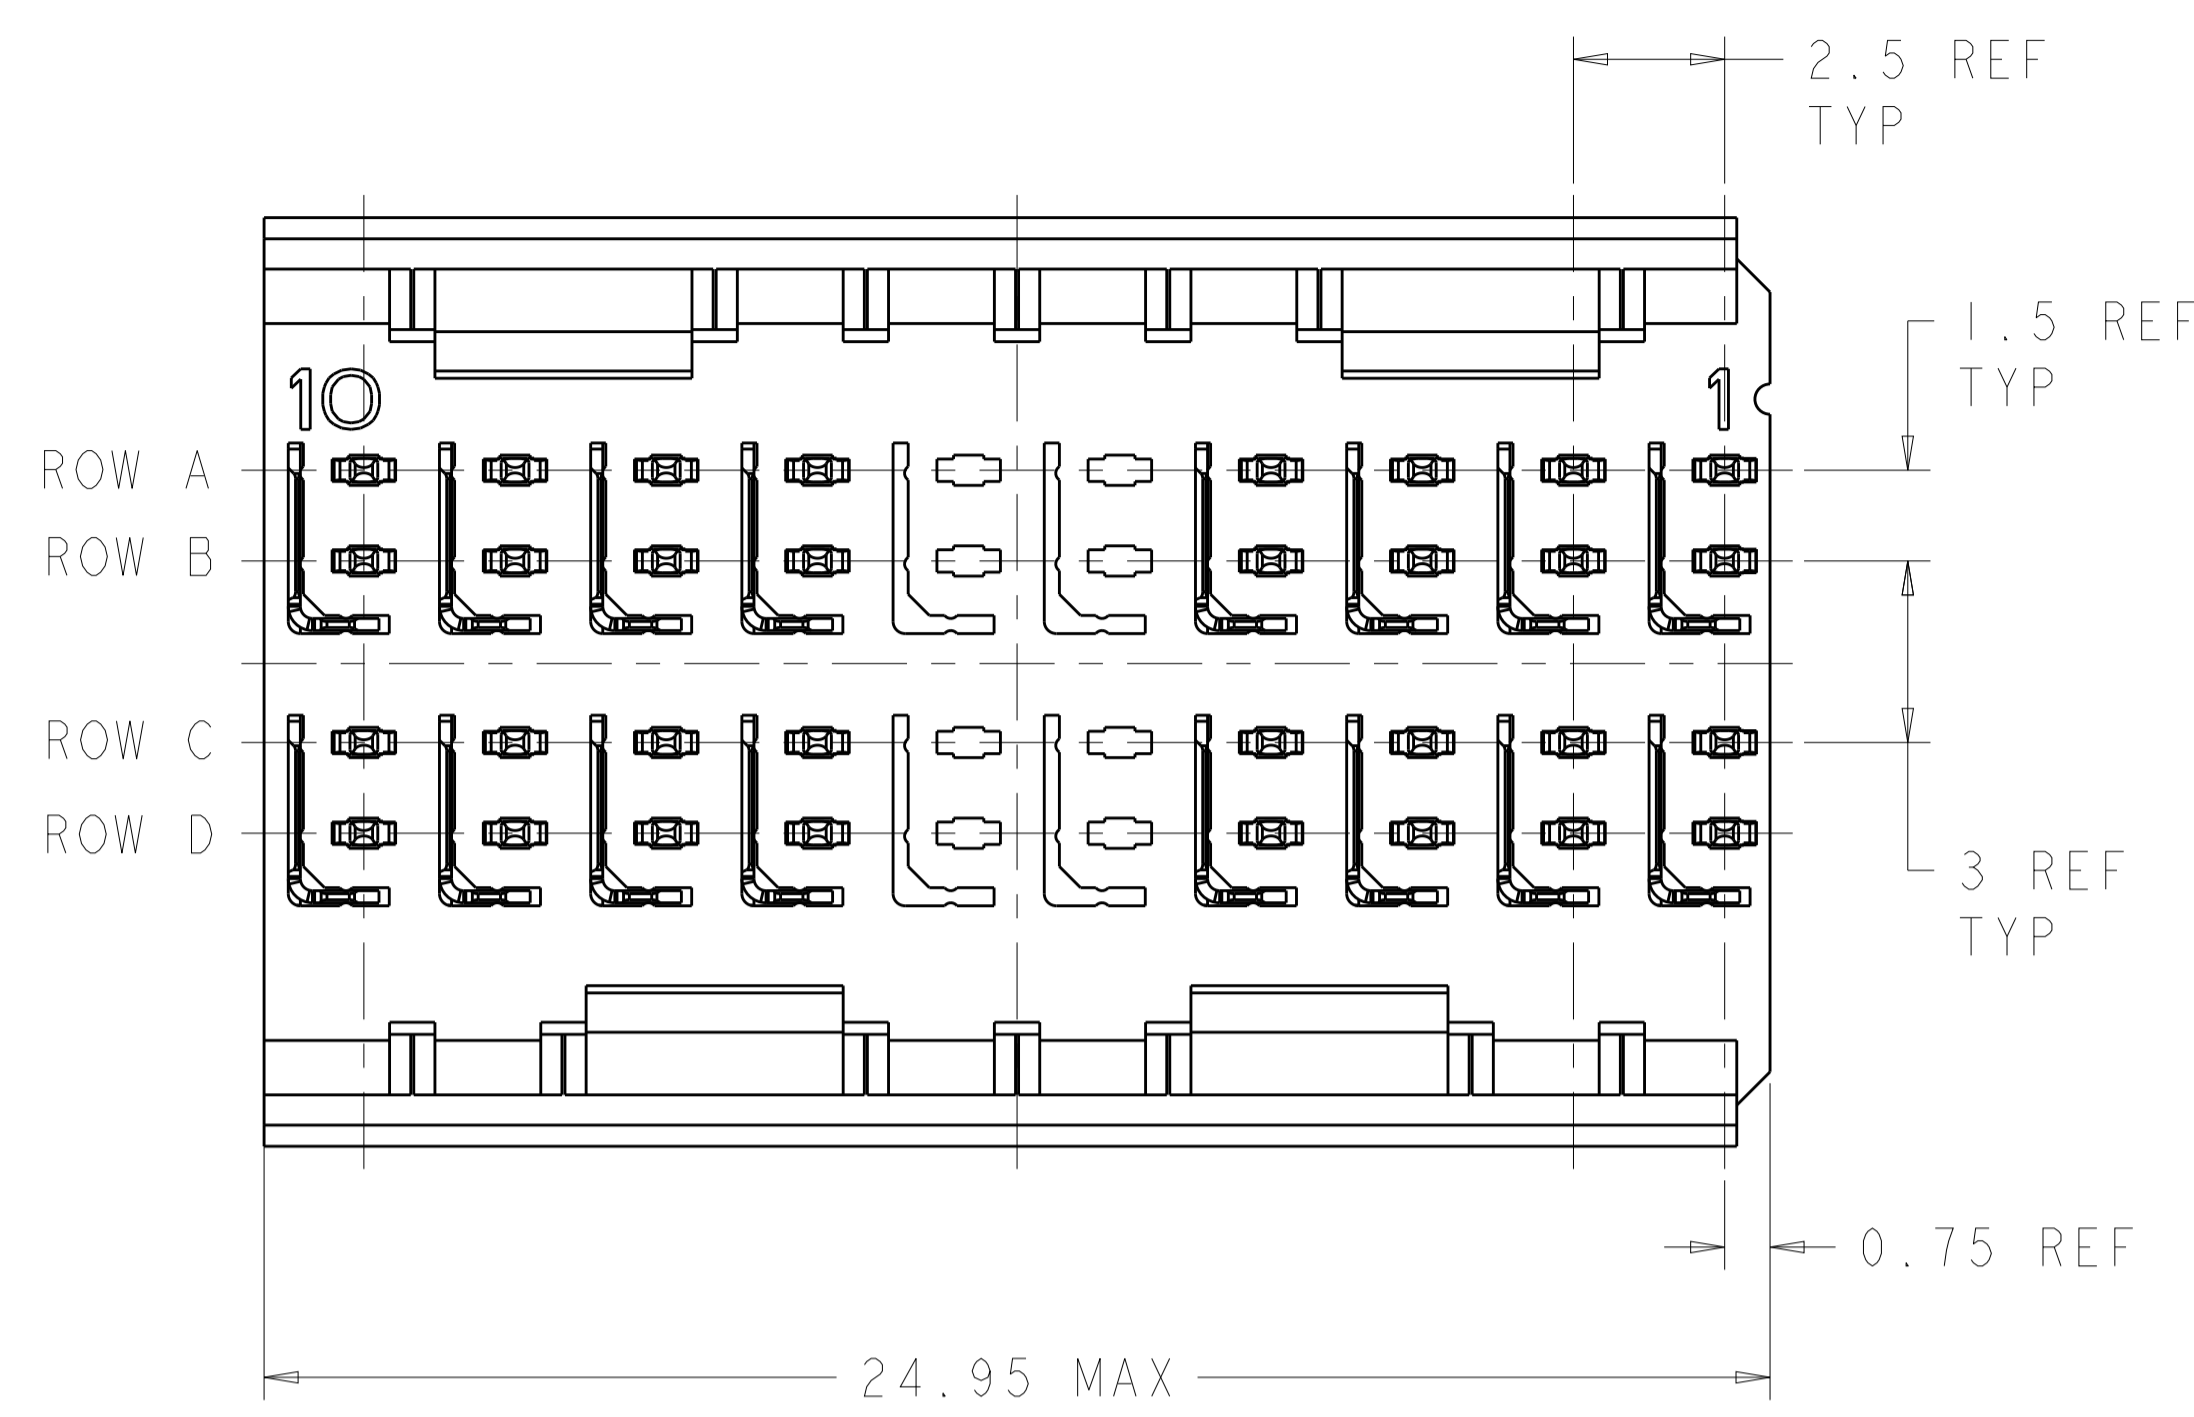 2.5 REF
TYP
1.5 REF
TYP
10
1
ROW A
ROW B
ROW C
ROW D
3 REF
TYP
0.75 REF
24.95 MAX